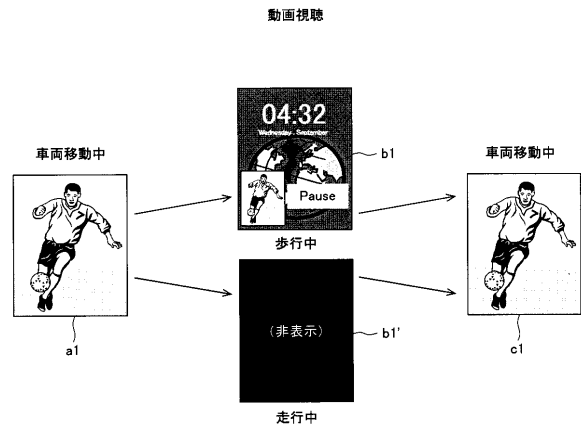 動画視聴
車両移動中
a1
04:32
Wednesday, September
Pause
b1
歩行中
(非表示)
b1'
走行中
車両移動中
c1